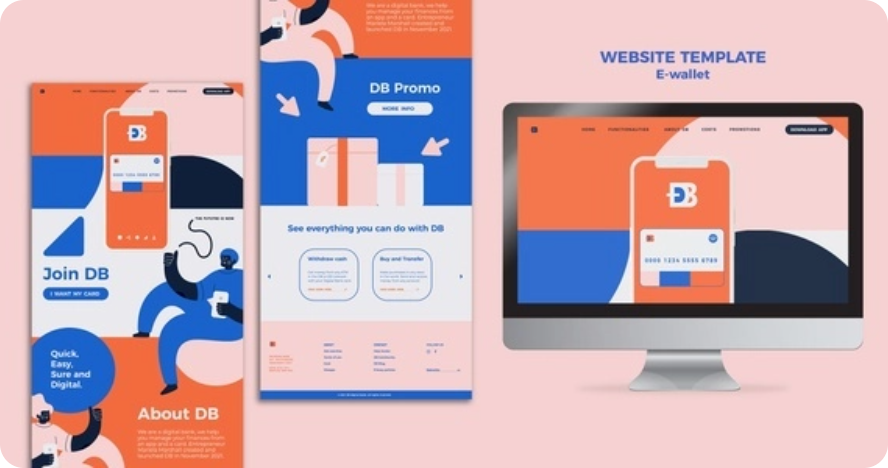 WEBSITE TEMPLATE
E-wallet
HOME FUNCTIONALITIES ABOUT DB COSTS PROMOTIONS DOWNLOAD APP
DB
THE FUTURE IS NOW
Join DB
I WANT MY CARD
Quick,
Easy,
Sure and
Digital.
About DB
We are a digital bank, we help
you manage your finances from
an app and a card. Entrepreneur
Mariela Marshall created and
launched DB in November 2021.
We are a digital bank, we help
you manage your finances from
an app and a card. Entrepreneur
Mariela Marshall created and
launched DB in November 2021.
DB Promo
MORE INFO
See everything you can do with DB
Withdraw cash
Buy and Transfer
HOME FUNCTIONALITIES ABOUT DB COSTS PROMOTIONS DOWNLOAD APP
DB
0000 1234 5555 6789